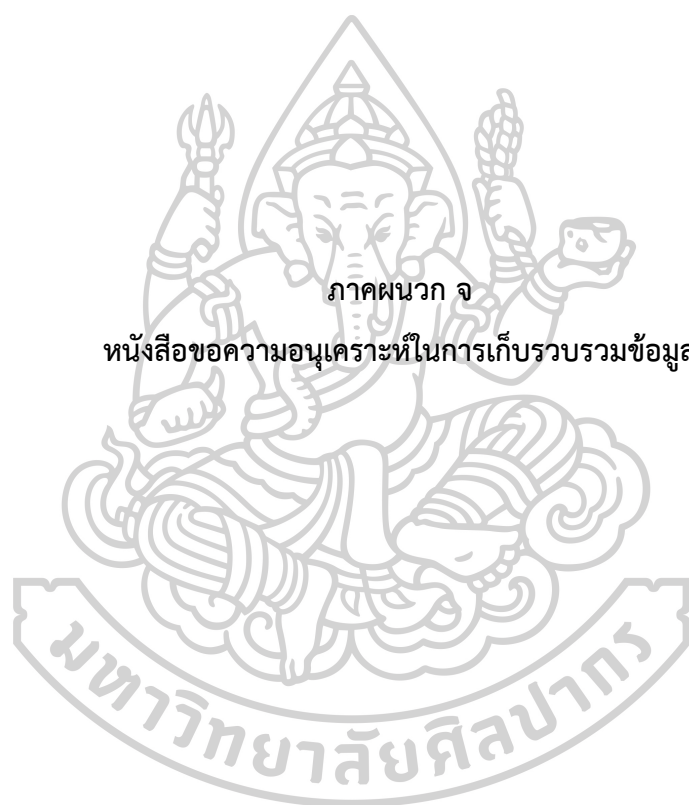 ภาคผนวก จ
หนังสือขอความอนุเคราะห์ในการเก็บรวบรวมข้อมูล
มหาวิทยาลัยศิลปากร